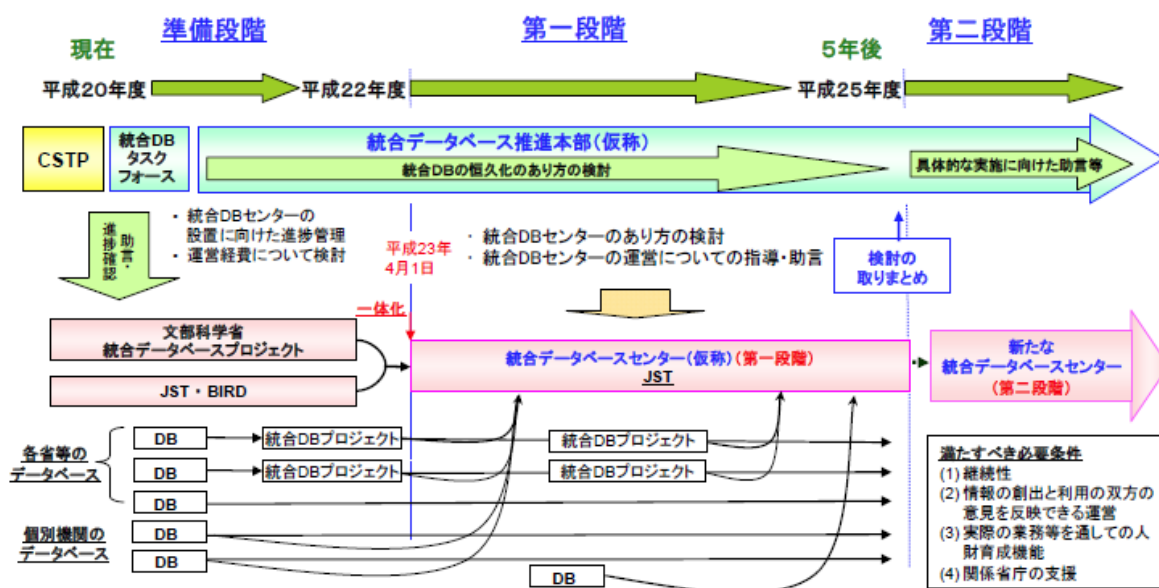 準備段階
第一段階
第二段階
現在
5年後
平成20年度
平成22年度
平成25年度
CSTP
統合DB
タスク
フォース
統合データベース推進本部(仮称)
統合DBの恒久化のあり方の検討
具体的な実施に向けた助言等
助言・
進捗確認
・ 統合DBセンターの
設置に向けた進捗管理
・ 運営経費について検討
平成23年
4月1日
・ 統合DBセンターのあり方の検討
・ 統合DBセンターの運営についての指導・助言
検討の
取りまとめ
一体化
文部科学省
統合データベースプロジェクト
JST・BIRD
統合データベースセンター(仮称)(第一段階)
JST
新たな
統合データベースセンター
(第二段階)
各省等の
データベース
DB
統合DBプロジェクト
統合DBプロジェクト
DB
統合DBプロジェクト
統合DBプロジェクト
DB
個別機関の
データベース
DB
DB
DB
満たすべき必要条件
(1) 継続性
(2) 情報の創出と利用の双方の
意見を反映できる運営
(3) 実際の業務等を通しての人
財育成機能
(4) 関係省庁の支援